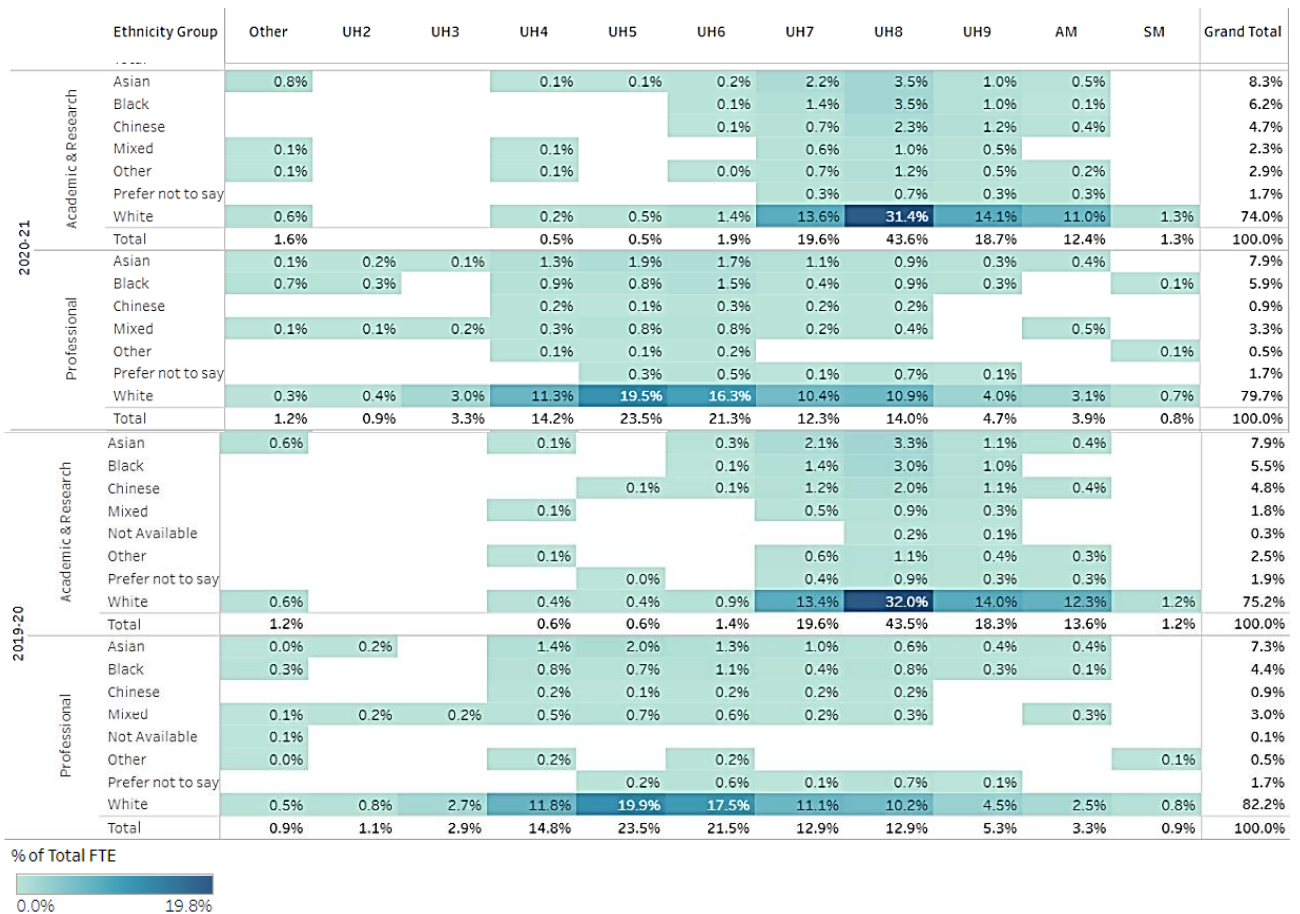 Ethnicity Group Other UH2 UH3 UH4 UH5 UH6 UH7 UH8 UH9 AM SM Grand Total
2020-21
Academic & Research
Asian 0.8% 0.1% 0.1% 0.2% 2.2% 3.5% 1.0% 0.5% 8.3%
Black 0.1% 1.4% 3.5% 1.0% 0.1% 6.2%
Chinese 0.1% 0.7% 2.3% 1.2% 0.4% 4.7%
Mixed 0.1% 0.1% 0.6% 1.0% 0.5% 2.3%
Other 0.1% 0.1% 0.0% 0.7% 1.2% 0.5% 0.2% 2.9%
Prefer not to say 0.3% 0.7% 0.3% 0.3% 1.7%
White 0.6% 0.2% 0.5% 1.4% 13.6% 31.4% 14.1% 11.0% 1.3% 74.0%
Total 1.6% 0.5% 0.5% 1.9% 19.6% 43.6% 18.7% 12.4% 1.3% 100.0%
Professional
Asian 0.1% 0.2% 0.1% 1.3% 1.9% 1.7% 1.1% 0.9% 0.3% 0.4% 7.9%
Black 0.7% 0.3% 0.9% 0.8% 1.5% 0.4% 0.9% 0.3% 0.1% 5.9%
Chinese 0.2% 0.1% 0.3% 0.2% 0.2% 0.9%
Mixed 0.1% 0.1% 0.2% 0.3% 0.8% 0.8% 0.2% 0.4% 0.5% 3.3%
Other 0.1% 0.1% 0.2% 0.1% 0.5%
Prefer not to say 0.3% 0.5% 0.1% 0.7% 0.1% 1.7%
White 0.3% 0.4% 3.0% 11.3% 19.5% 16.3% 10.4% 10.9% 4.0% 3.1% 0.7% 79.7%
Total 1.2% 0.9% 3.3% 14.2% 23.5% 21.3% 12.3% 14.0% 4.7% 3.9% 0.8% 100.0%
2019-20
Academic & Research
Asian 0.6% 0.1% 0.3% 2.1% 3.3% 1.1% 0.4% 7.9%
Black 0.1% 1.4% 3.0% 1.0% 5.5%
Chinese 0.1% 0.1% 1.2% 2.0% 1.1% 0.4% 4.8%
Mixed 0.1% 0.5% 0.9% 0.3% 1.8%
Not Available 0.2% 0.1% 0.3%
Other 0.1% 0.6% 1.1% 0.4% 0.3% 2.5%
Prefer not to say 0.0% 0.4% 0.9% 0.3% 0.3% 1.9%
White 0.6% 0.4% 0.4% 0.9% 13.4% 32.0% 14.0% 12.3% 1.2% 75.2%
Total 1.2% 0.6% 0.6% 1.4% 19.6% 43.5% 18.3% 13.6% 1.2% 100.0%
Professional
Asian 0.0% 0.2% 1.4% 2.0% 1.3% 1.0% 0.6% 0.4% 0.4% 7.3%
Black 0.3% 0.8% 0.7% 1.1% 0.4% 0.8% 0.3% 0.1% 4.4%
Chinese 0.2% 0.1% 0.2% 0.2% 0.2% 0.9%
Mixed 0.1% 0.2% 0.2% 0.5% 0.7% 0.6% 0.2% 0.3% 0.3% 3.0%
Not Available 0.1% 0.1%
Other 0.0% 0.2% 0.2% 0.1% 0.5%
Prefer not to say 0.2% 0.6% 0.1% 0.7% 0.1% 1.7%
White 0.5% 0.8% 2.7% 11.8% 19.9% 17.5% 11.1% 10.2% 4.5% 2.5% 0.8% 82.2%
Total 0.9% 1.1% 2.9% 14.8% 23.5% 21.5% 12.9% 12.9% 5.3% 3.3% 0.9% 100.0%
% of Total FTE
0.0% 19.8%